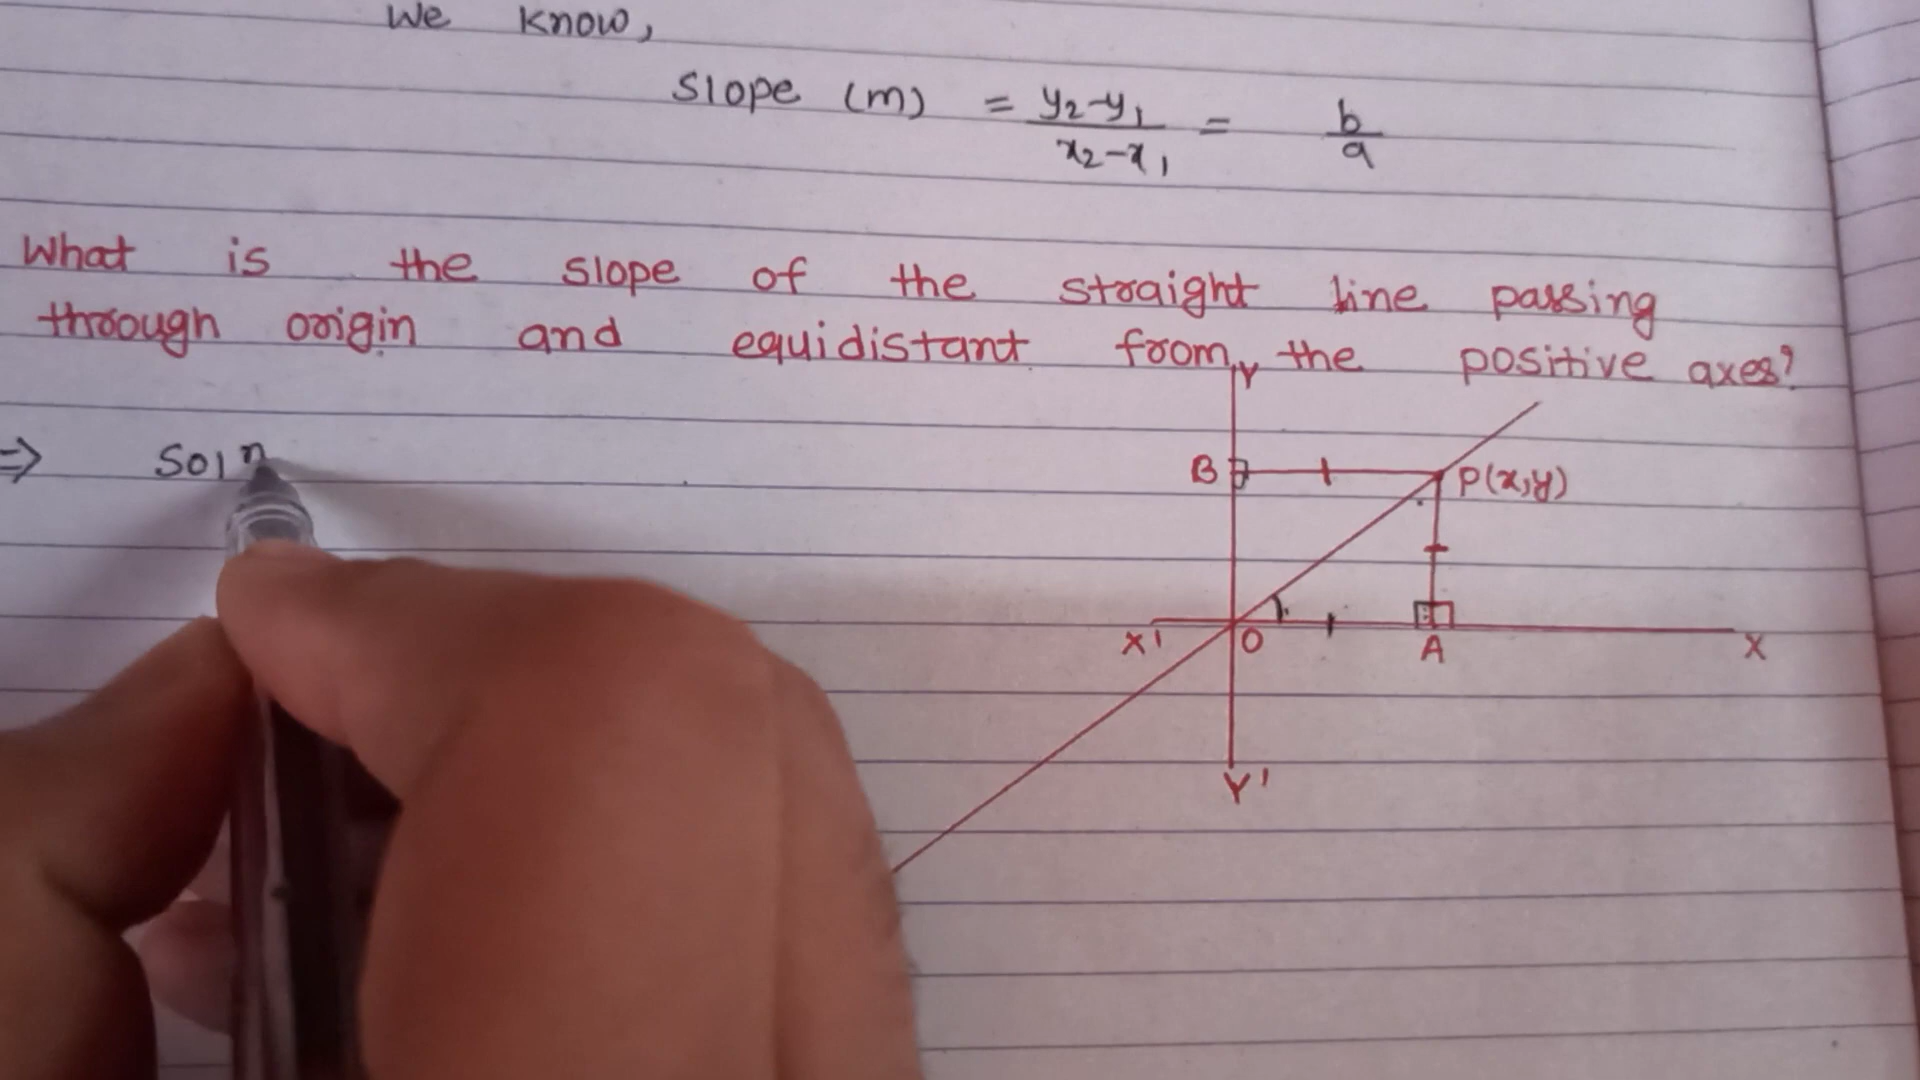 We know,
Slope (m) = y₂-y₁ / x₂-x₁ = b/a
What is the slope of the straight line passing
through origin and equidistant from the positive axes?
⇒ Solⁿ
Y
B P(x,y)
X' O A X
Y'